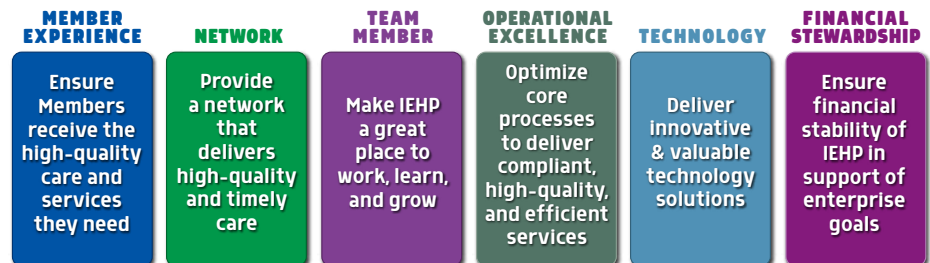 MEMBER
EXPERIENCE
Ensure
Members
receive the
high-quality
care and
services
they need
NETWORK
Provide
a network
that
delivers
high-quality
and timely
care
TEAM
MEMBER
Make IEHP
a great
place to
work, learn,
and grow
OPERATIONAL
EXCELLENCE
Optimize
core
processes
to deliver
compliant,
high-quality,
and efficient
services
TECHNOLOGY
Deliver
innovative
& valuable
technology
solutions
FINANCIAL
STEWARDSHIP
Ensure
financial
stability of
IEHP in
support of
enterprise
goals